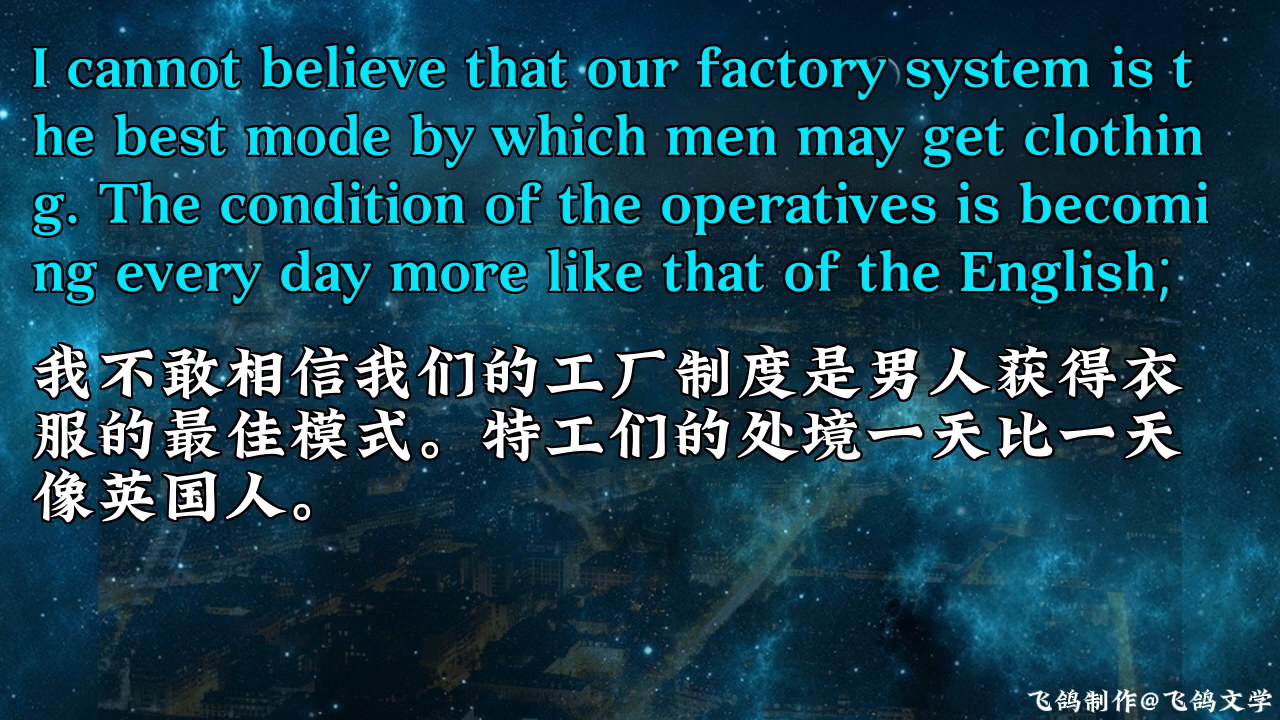 I cannot believe that our factory system is t
he best mode by which men may get clothin
g. The condition of the operatives is becomi
ng every day more like that of the English;
我不敢相信我们的工厂制度是男人获得衣
服的最佳模式。特工们的处境一天比一天
像英国人。
飞鸽制作@飞鸽文学